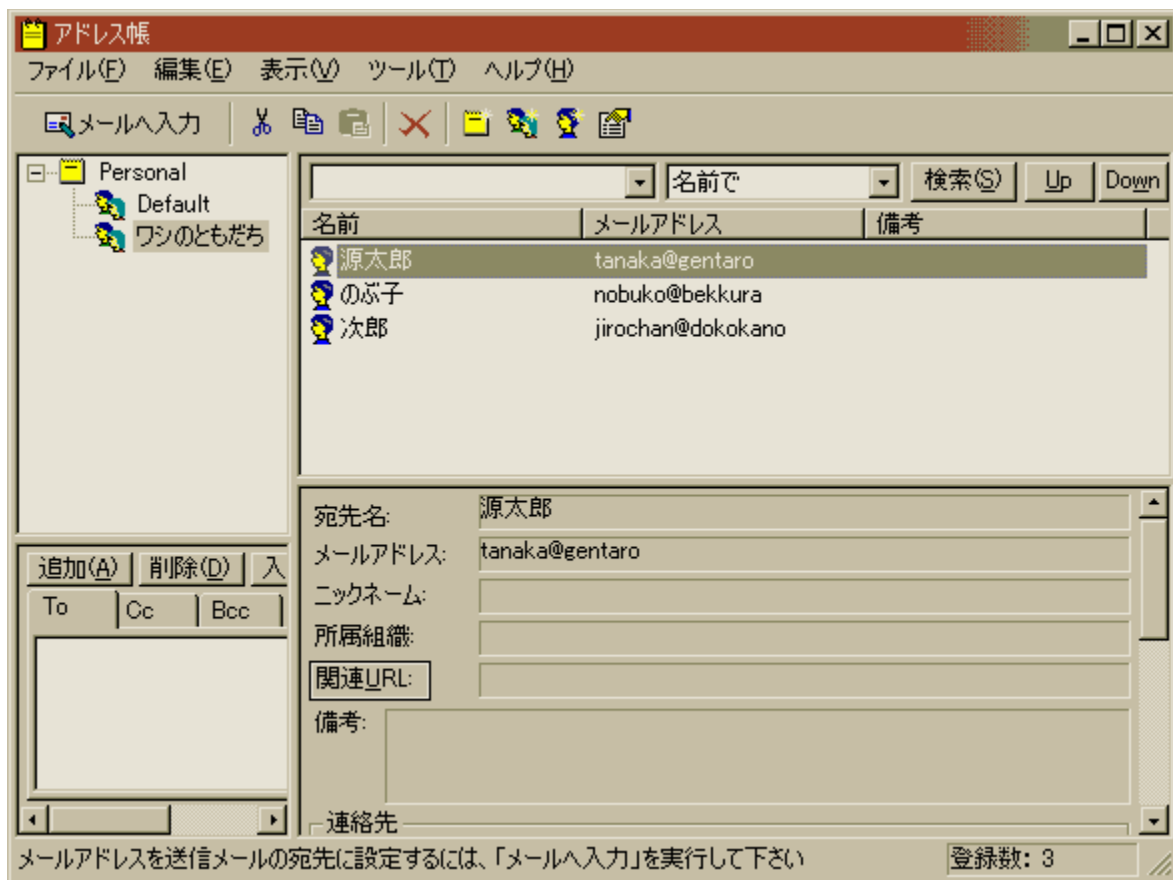 アドレス帳
ファイル(F) 編集(E) 表示(V) ツール(T) ヘルプ(H)
メールへ入力
Personal
Default
ワシのともだち
名前で 検索(S) Up Down
名前 メールアドレス 備考
源太郎 tanaka@gentaro
のぶ子 nobuko@bekkura
次郎 jirochan@dokokano
追加(A) 削除(D) 入
To Cc Bcc
宛先名: 源太郎
メールアドレス: tanaka@gentaro
ニックネーム:
所属組織:
関連URL:
備考:
連絡先
メールアドレスを送信メールの宛先に設定するには、「メールへ入力」を実行して下さい 登録数: 3